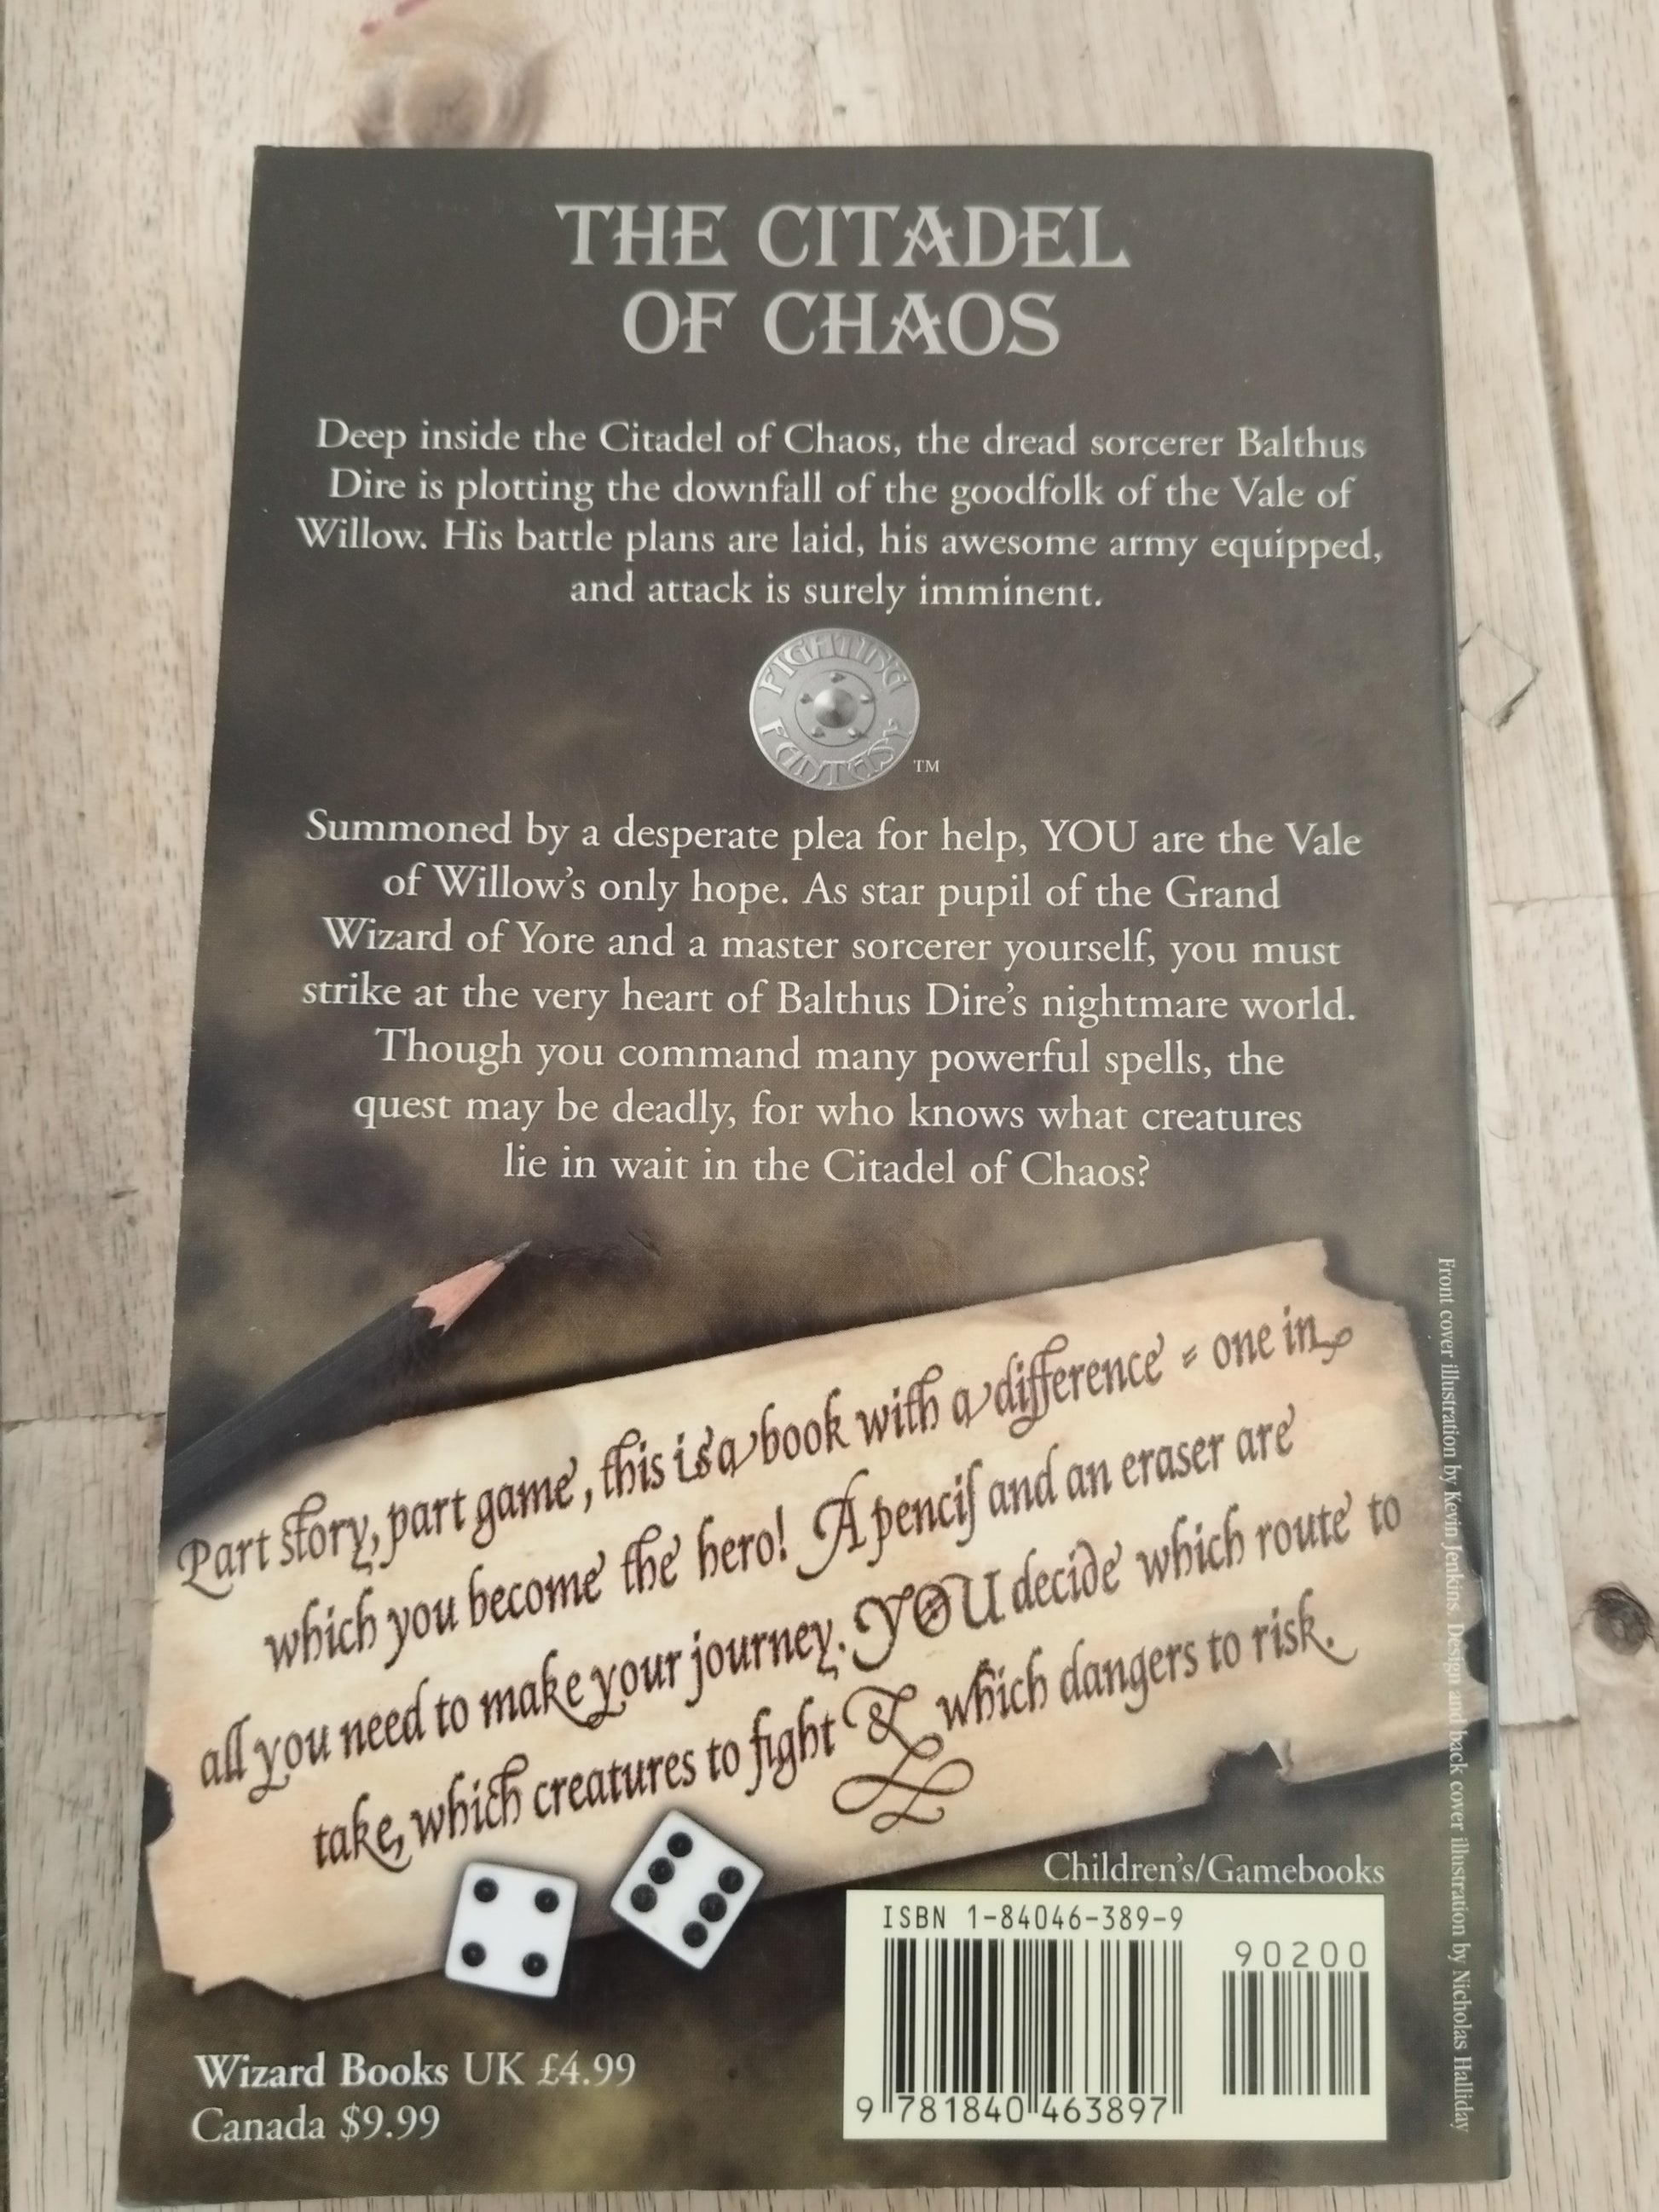 THE CITADEL
OF CHAOS
Deep inside the Citadel of Chaos, the dread sorcerer Balthus
Dire is plotting the downfall of the goodfolk of the Vale of
Willow. His battle plans are laid, his awesome army equipped,
and attack is surely imminent.
FIGHTING
FANTASY
TM
Summoned by a desperate plea for help, YOU are the Vale
of Willow's only hope. As star pupil of the Grand
Wizard of Yore and a master sorcerer yourself, you must
strike at the very heart of Balthus Dire's nightmare world.
Though you command many powerful spells, the
quest may be deadly, for who knows what creatures
lie in wait in the Citadel of Chaos?
Part story, part game, this is a book with a difference - one in
which you become the hero! A pencil and an eraser are
all you need to make your journey. YOU decide which route to
take, which creatures to fight & which dangers to risk.
Front cover illustration by Kevin Jenkins. Design and back cover illustration by Nicholas Halliday
Children's/Gamebooks
ISBN 1-84046-389-9
90200
9 781840 463897
Wizard Books UK £4.99
Canada $9.99